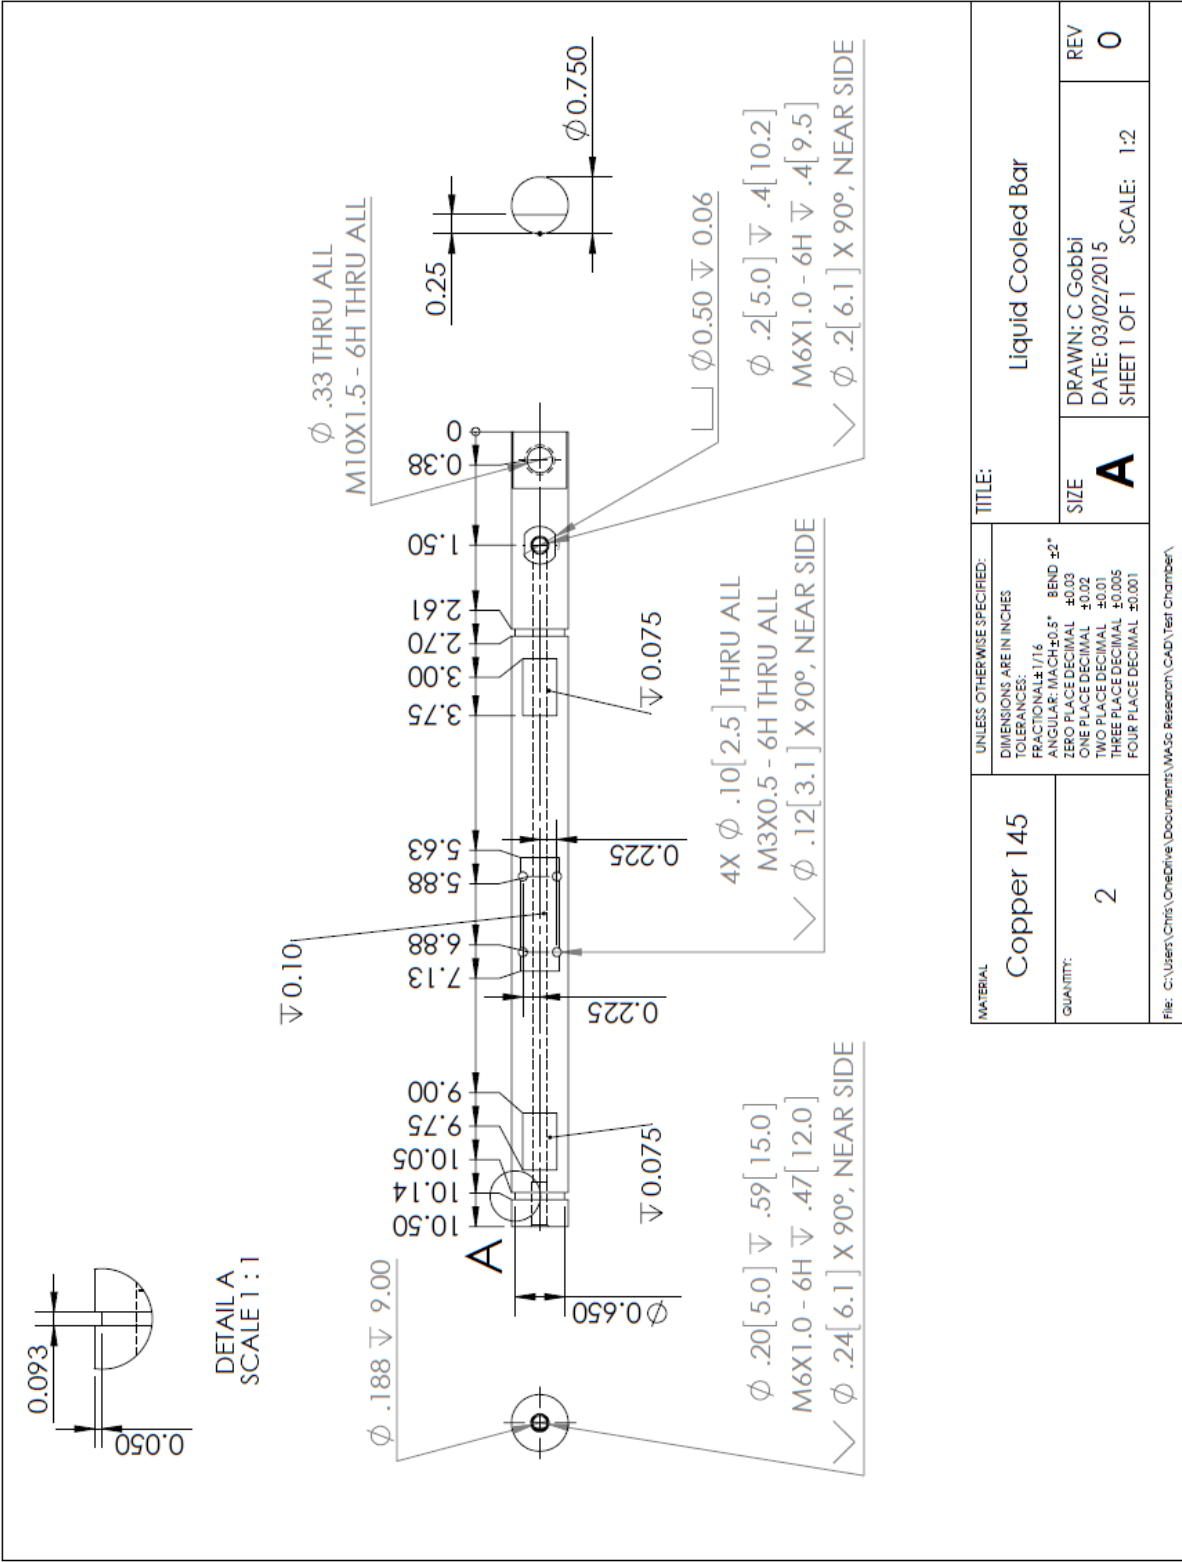 0.093
0.050
DETAIL A
SCALE 1 : 1
∅ .188 ↧ 9.00
∅ .33 THRU ALL
M10X1.5 - 6H THRU ALL
0.25
∅0.750
↧ 0.10
10.50
10.14
10.05
9.75
9.00
7.13
6.88
5.88
5.63
3.75
3.00
2.70
2.61
1.50
0.38
0
A
∅0.650
↧ 0.075
0.225
0.225
↧ 0.075
⌴ ∅0.50 ↧ 0.06
∅ .2[5.0] ↧ .4[10.2]
M6X1.0 - 6H ↧ .4[9.5]
⌵ ∅ .2[6.1] X 90°, NEAR SIDE
4X ∅ .10[2.5] THRU ALL
M3X0.5 - 6H THRU ALL
⌵ ∅ .12[3.1] X 90°, NEAR SIDE
∅ .20[5.0] ↧ .59[15.0]
M6X1.0 - 6H ↧ .47[12.0]
⌵ ∅ .24[6.1] X 90°, NEAR SIDE
MATERIAL
Copper 145
QUANTITY:
2
UNLESS OTHERWISE SPECIFIED:
DIMENSIONS ARE IN INCHES
TOLERANCES:
FRACTIONAL±1/16
ANGULAR: MACH±0.5° BEND ±2°
ZERO PLACE DECIMAL ±0.03
ONE PLACE DECIMAL ±0.02
TWO PLACE DECIMAL ±0.01
THREE PLACE DECIMAL ±0.005
FOUR PLACE DECIMAL ±0.001
TITLE:
Liquid Cooled Bar
SIZE
A
DRAWN: C Gobbi
DATE: 03/02/2015
SHEET 1 OF 1 SCALE: 1:2
REV
0
File: C:\Users\Chris\OneDrive\Documents\MASc Research\CAD\Test Chamber\